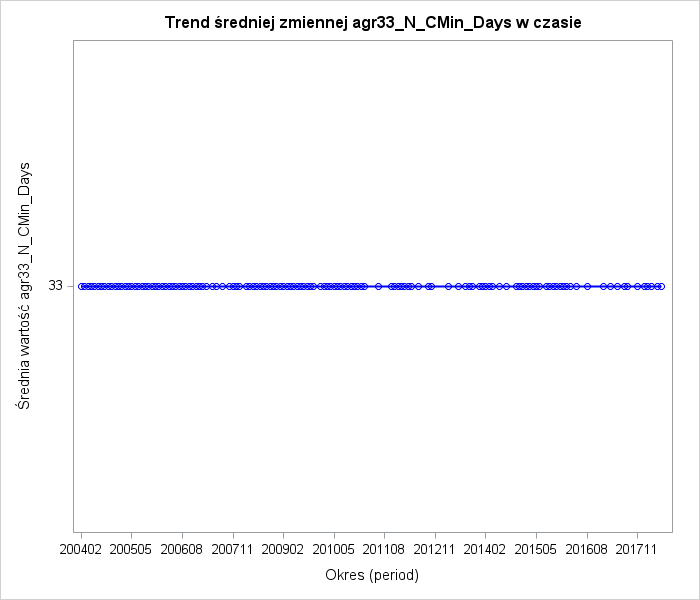 Trend średniej zmiennej agr33_N_CMin_Days w czasie
Średnia wartość agr33_N_CMin_Days
33
200402 200505 200608 200711 200902 201005 201108 201211 201402 201505 201608 201711
Okres (period)